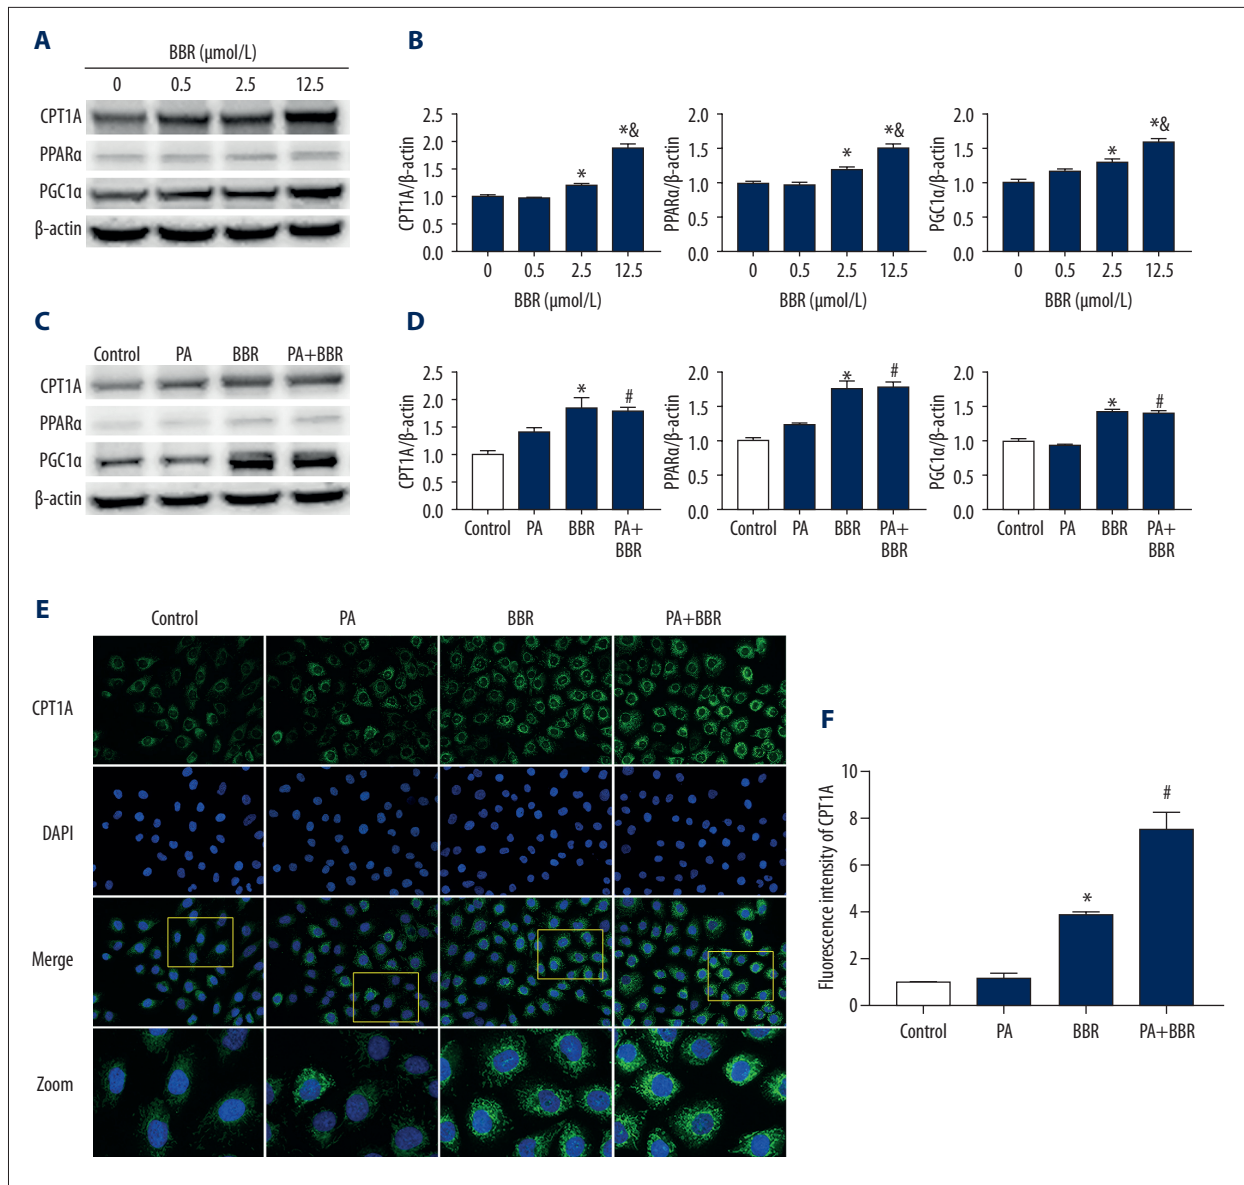 A
BBR (μmol/L)
0 0.5 2.5 12.5
CPT1A
PPARα
PGC1α
β-actin
B
CPT1A/β-actin
2.5
2.0
1.5
1.0
0.5
0.0
*
*&
0 0.5 2.5 12.5
BBR (μmol/L)
PPARα/β-actin
2.0
1.5
1.0
0.5
0.0
*
*&
0 0.5 2.5 12.5
BBR (μmol/L)
PGC1α/β-actin
2.0
1.5
1.0
0.5
0.0
*
*&
0 0.5 2.5 12.5
BBR (μmol/L)
C
Control PA BBR PA+BBR
CPT1A
PPARα
PGC1α
β-actin
D
CPT1A/β-actin
2.5
2.0
1.5
1.0
0.5
0.0
*
#
Control PA BBR PA+
BBR
PPARα/β-actin
2.0
1.5
1.0
0.5
0.0
*
#
Control PA BBR PA+
BBR
PGC1α/β-actin
2.0
1.5
1.0
0.5
0.0
*
#
Control PA BBR PA+
BBR
E
Control PA BBR PA+BBR
CPT1A
DAPI
Merge
Zoom
F
Fluorescence intensity of CPT1A
10
8
6
4
2
0
*
#
Control PA BBR PA+BBR